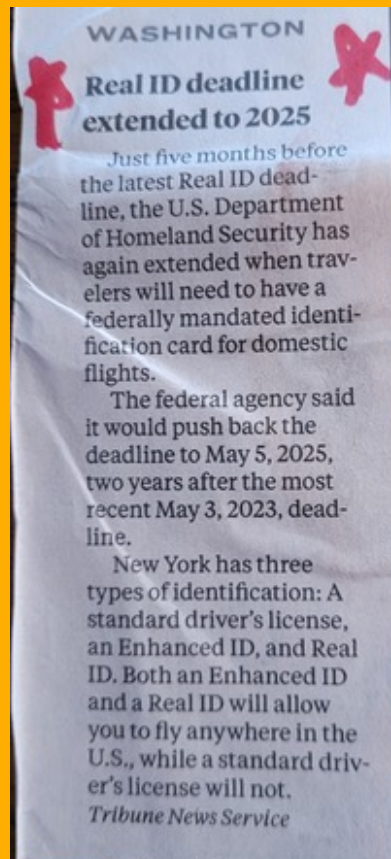 WASHINGTON
Real ID deadline
extended to 2025
Just five months before
the latest Real ID dead-
line, the U.S. Department
of Homeland Security has
again extended when trav-
elers will need to have a
federally mandated identi-
fication card for domestic
flights.
The federal agency said
it would push back the
deadline to May 5, 2025,
two years after the most
recent May 3, 2023, dead-
line.
New York has three
types of identification: A
standard driver's license,
an Enhanced ID, and Real
ID. Both an Enhanced ID
and a Real ID will allow
you to fly anywhere in the
U.S., while a standard driv-
er's license will not.
Tribune News Service